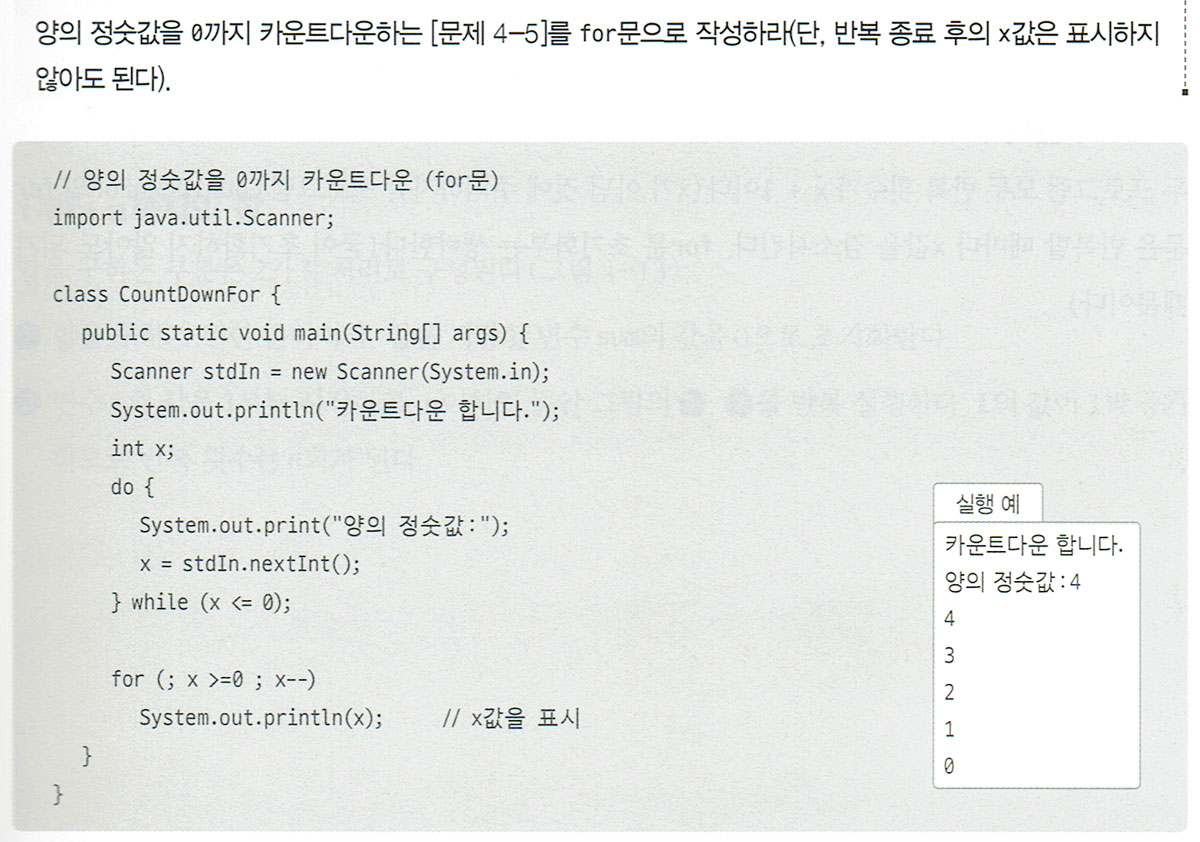 양의 정숫값을 0까지 카운트다운하는 [문제 4-5]를 for문으로 작성하라(단, 반복 종료 후의 x값은 표시하지
않아도 된다).
// 양의 정숫값을 0까지 카운트다운 (for문)
import java.util.Scanner;
class CountDownFor {
public static void main(String[] args) {
Scanner stdIn = new Scanner(System.in);
System.out.println("카운트다운 합니다.");
int x;
do {
System.out.print("양의 정숫값:");
x = stdIn.nextInt();
} while (x <= 0);
for (; x >=0 ; x--)
System.out.println(x); // x값을 표시
}
}
실행 예
카운트다운 합니다.
양의 정숫값:4
4
3
2
1
0